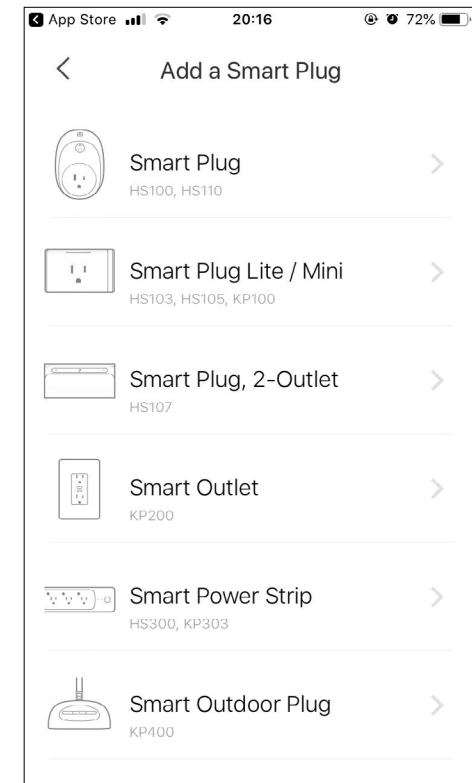 App Store 20:16 72%
Add a Smart Plug
Smart Plug
HS100, HS110
Smart Plug Lite / Mini
HS103, HS105, KP100
Smart Plug, 2-Outlet
HS107
Smart Outlet
KP200
Smart Power Strip
HS300, KP303
Smart Outdoor Plug
KP400